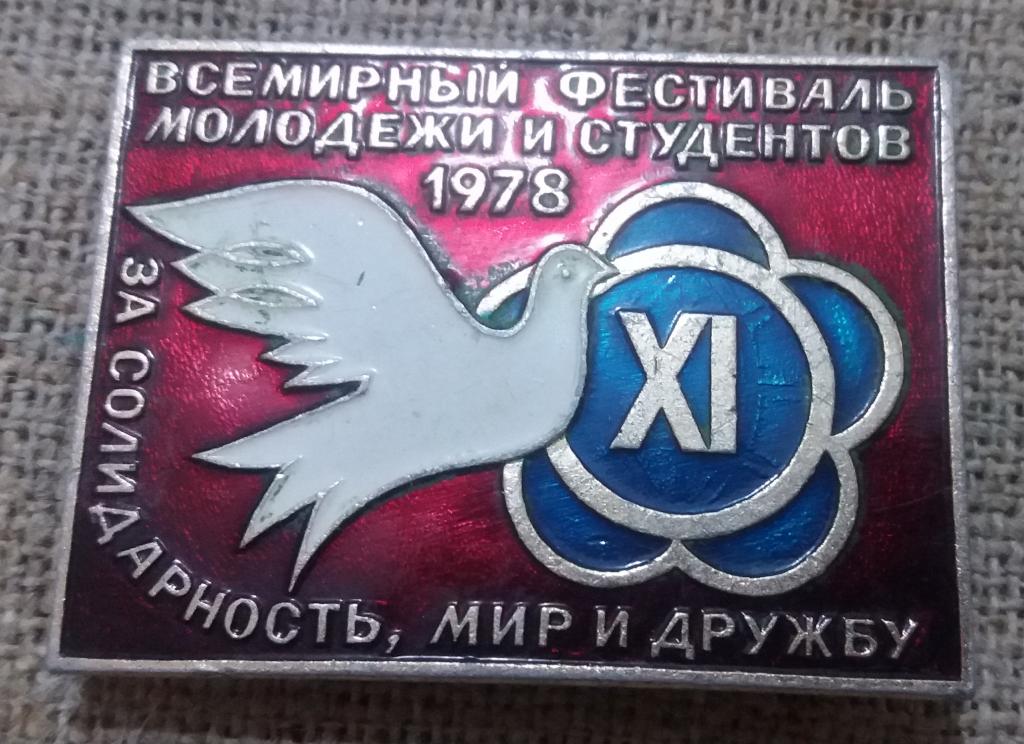 ВСЕМИРНЫЙ ФЕСТИВАЛЬ
МОЛОДЕЖИ И СТУДЕНТОВ
1978
XI
ЗА СОЛИДАРНОСТЬ, МИР И ДРУЖБУ